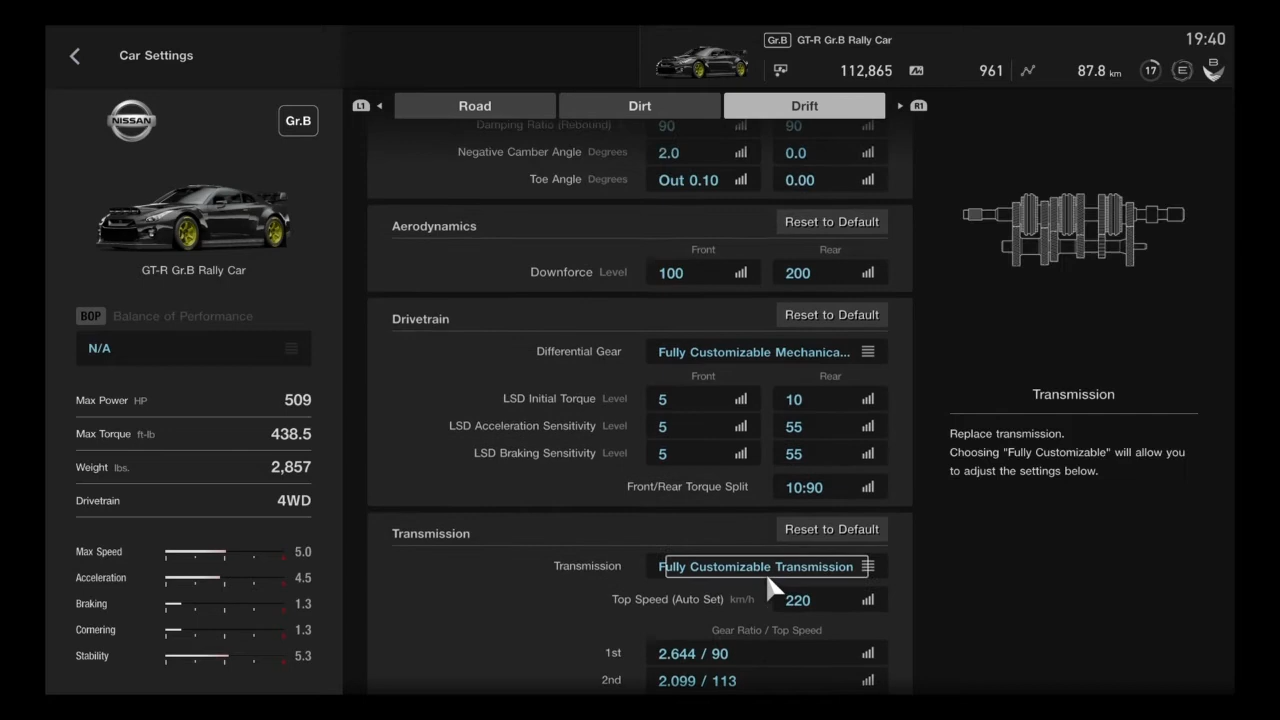 Car Settings
Gr.B GT-R Gr.B Rally Car
19:40
112,865
961
87.8 km
17
E
B
NISSAN
Gr.B
GT-R Gr.B Rally Car
BOP Balance of Performance
N/A
Max Power HP 509
Max Torque ft-lb 438.5
Weight lbs. 2,857
Drivetrain 4WD
Max Speed 5.0
Acceleration 4.5
Braking 1.3
Cornering 1.3
Stability 5.3
L1 Road Dirt Drift R1
Damping Ratio (Rebound) 90 90
Negative Camber Angle Degrees 2.0 0.0
Toe Angle Degrees Out 0.10 0.00
Aerodynamics Reset to Default
Front Rear
Downforce Level 100 200
Drivetrain Reset to Default
Differential Gear Fully Customizable Mechanica...
Front Rear
LSD Initial Torque Level 5 10
LSD Acceleration Sensitivity Level 5 55
LSD Braking Sensitivity Level 5 55
Front/Rear Torque Split 10:90
Transmission Reset to Default
Transmission Fully Customizable Transmission
Top Speed (Auto Set) km/h 220
Gear Ratio / Top Speed
1st 2.644 / 90
2nd 2.099 / 113
Transmission
Replace transmission.
Choosing "Fully Customizable" will allow you
to adjust the settings below.